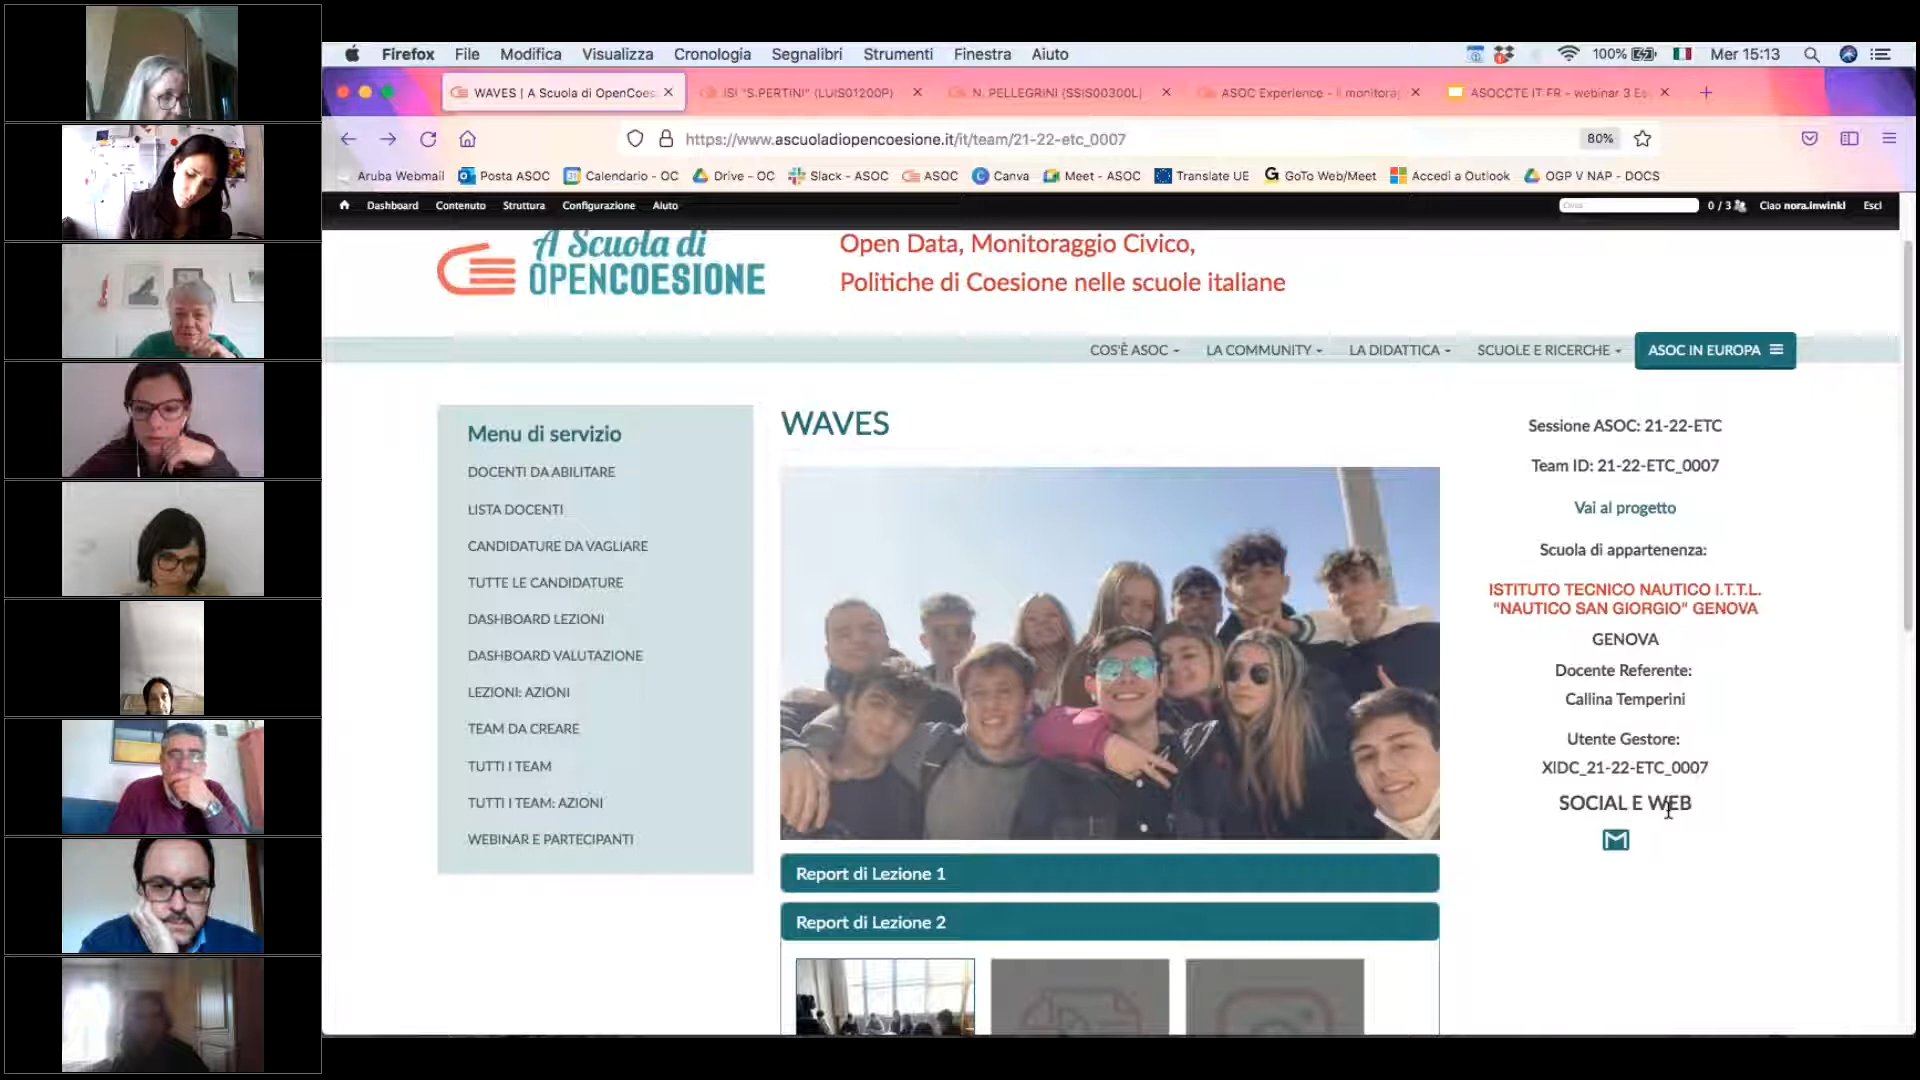 Firefox File Modifica Visualizza Cronologia Segnalibri Strumenti Finestra Aiuto
100% Mer 15:13
WAVES | A Scuola di OpenCoes
ISI "S.PERTINI" (LUIS01200P)
N. PELLEGRINI (SSIS00300L)
ASOC Experience - Il monitora
ASOCCTE IT FR - webinar 3 Es
https://www.ascuoladiopencoesione.it/it/team/21-22-etc_0007
80%
Aruba Webmail
Posta ASOC
Calendario - OC
Drive - OC
Slack - ASOC
ASOC
Canva
Meet - ASOC
Translate UE
GoTo Web/Meet
Accedi a Outlook
OGP V NAP - DOCS
Dashboard Contenuto Struttura Configurazione Aiuto
0 / 3 Ciao nora.inwinkl Esci
A Scuola di
OPENCOESIONE
Open Data, Monitoraggio Civico,
Politiche di Coesione nelle scuole italiane
COS'È ASOC LA COMMUNITY LA DIDATTICA SCUOLE E RICERCHE ASOC IN EUROPA
Menu di servizio
DOCENTI DA ABILITARE
LISTA DOCENTI
CANDIDATURE DA VAGLIARE
TUTTE LE CANDIDATURE
DASHBOARD LEZIONI
DASHBOARD VALUTAZIONE
LEZIONI: AZIONI
TEAM DA CREARE
TUTTI I TEAM
TUTTI I TEAM: AZIONI
WEBINAR E PARTECIPANTI
WAVES
Report di Lezione 1
Report di Lezione 2
Sessione ASOC: 21-22-ETC
Team ID: 21-22-ETC_0007
Vai al progetto
Scuola di appartenenza:
ISTITUTO TECNICO NAUTICO I.T.T.L.
"NAUTICO SAN GIORGIO" GENOVA
GENOVA
Docente Referente:
Callina Temperini
Utente Gestore:
XIDC_21-22-ETC_0007
SOCIAL E WEB